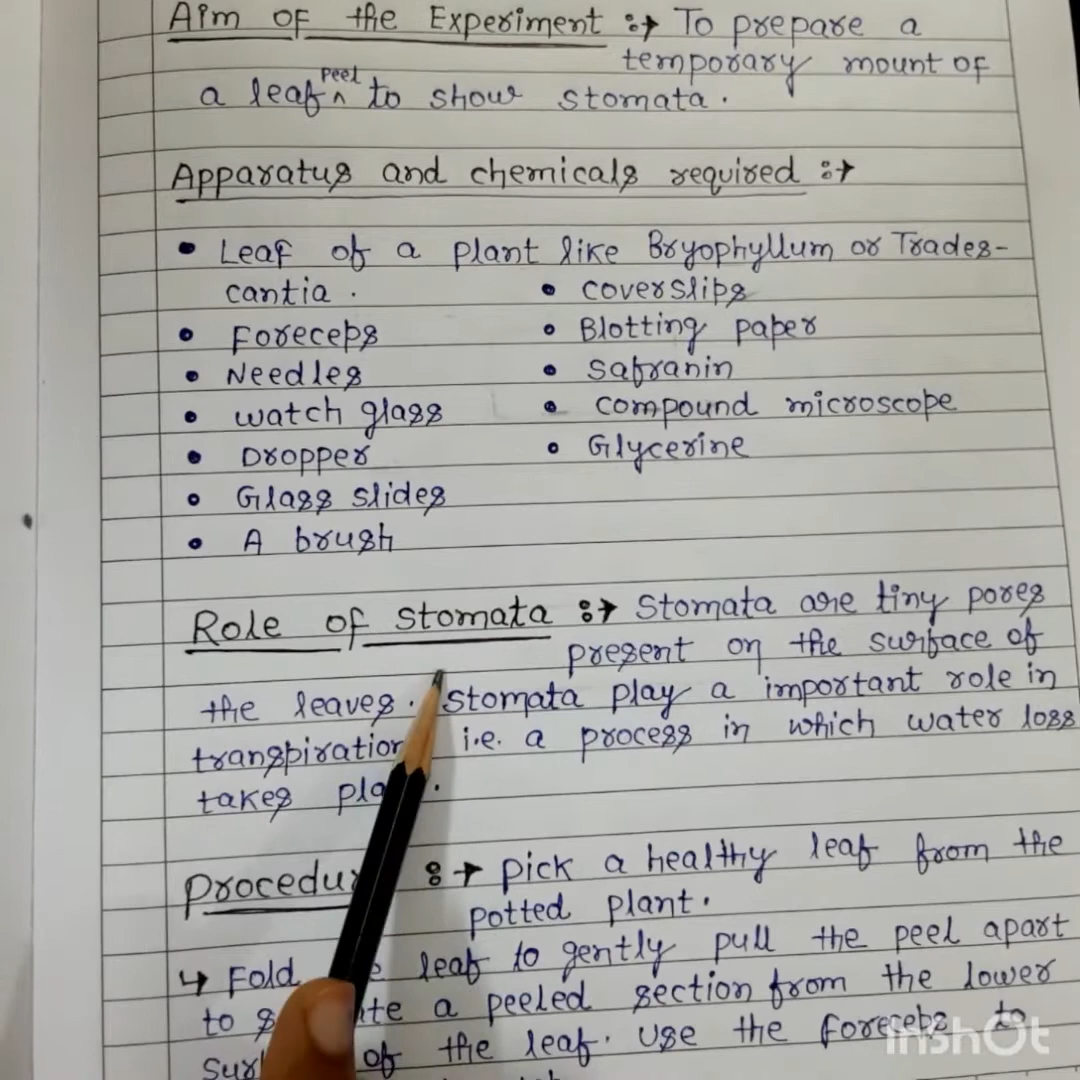 Aim of the Experiment :→ To prepare a
temporary mount of
a leaf ^peel to show stomata.
Apparatus and chemicals required :→
• Leaf of a plant like Bryophyllum or Trades-
cantia. • coverslips
• Foreceps • Blotting paper
• Needles • Safranin
• watch glass • compound microscope
• Dropper • Glycerine
• Glass slides
• A brush
Role of stomata :→ Stomata are tiny pores
present on the surface of
the leaves. Stomata play a important role in
transpiration i.e. a process in which water loss
takes .
:→ Pick a healthy leaf from the
potted plant.
↳ Fold leaf to gently pull the peel apart
to a peeled section from the lower
of the leaf. Use the foreceps to
inshot